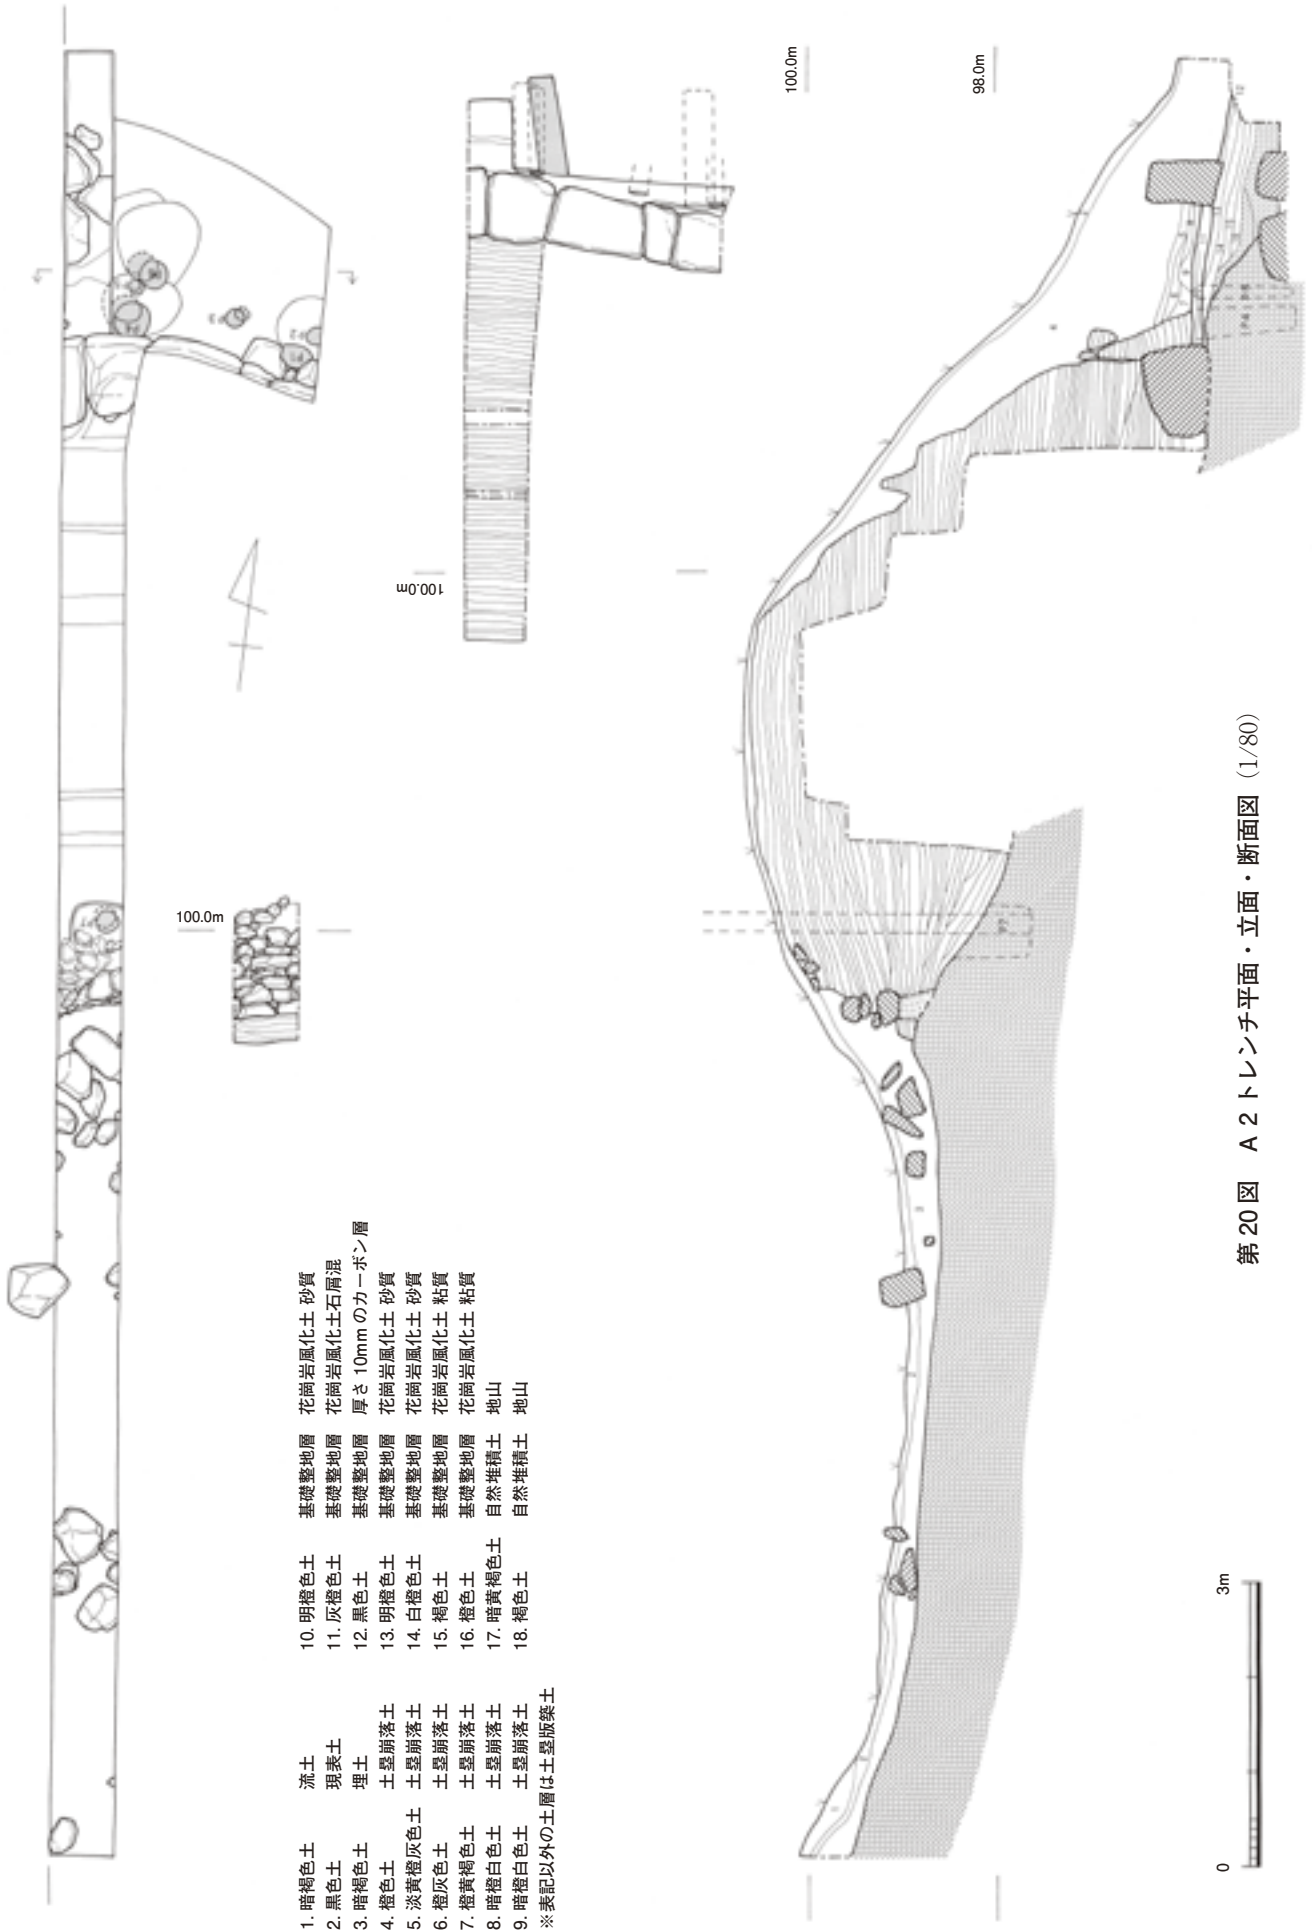 100.0m
98.0m
100.0m
100.0m
P7
P4 P5
12
1. 暗褐色土 流土
2. 黒色土 現表土
3. 暗褐色土 埋土
4. 橙色土 土塁崩落土
5. 淡黄橙灰色土 土塁崩落土
6. 橙灰色土 土塁崩落土
7. 橙黄褐色土 土塁崩落土
8. 暗橙白色土 土塁崩落土
9. 暗橙白色土 土塁崩落土
※表記以外の土層は土塁版築土
10. 明橙色土 基礎整地層 花崗岩風化土 砂質
11. 灰橙色土 基礎整地層 花崗岩風化土石屑混
12. 黒色土 基礎整地層 厚さ 10mm のカーボン層
13. 明橙色土 基礎整地層 花崗岩風化土 砂質
14. 白橙色土 基礎整地層 花崗岩風化土 砂質
15. 褐色土 基礎整地層 花崗岩風化土 粘質
16. 橙色土 基礎整地層 花崗岩風化土 粘質
17. 暗黄褐色土 自然堆積土 地山
18. 褐色土 自然堆積土 地山
0 3m
第20図 A2トレンチ平面・立面・断面図 (1/80)